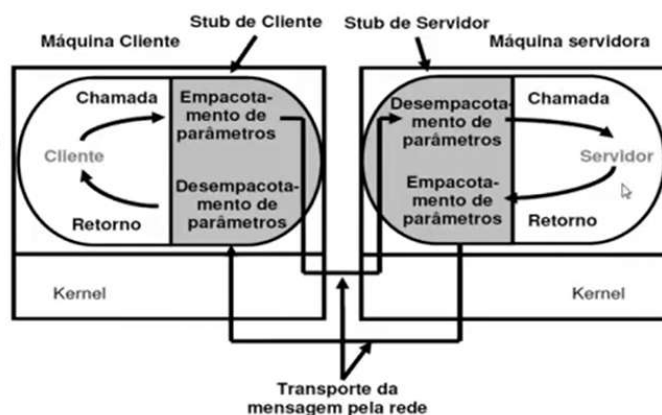 Stub de Cliente
Stub de Servidor
Máquina Cliente
Máquina servidora
Chamada
Empacota-
mento de
parâmetros
Cliente
Desempacota-
mento de
parâmetros
Retorno
Kernel
Desempacota-
mento de
parâmetros
Chamada
Servidor
Empacota-
mento de
parâmetros
Retorno
Kernel
Transporte da
mensagem pela rede